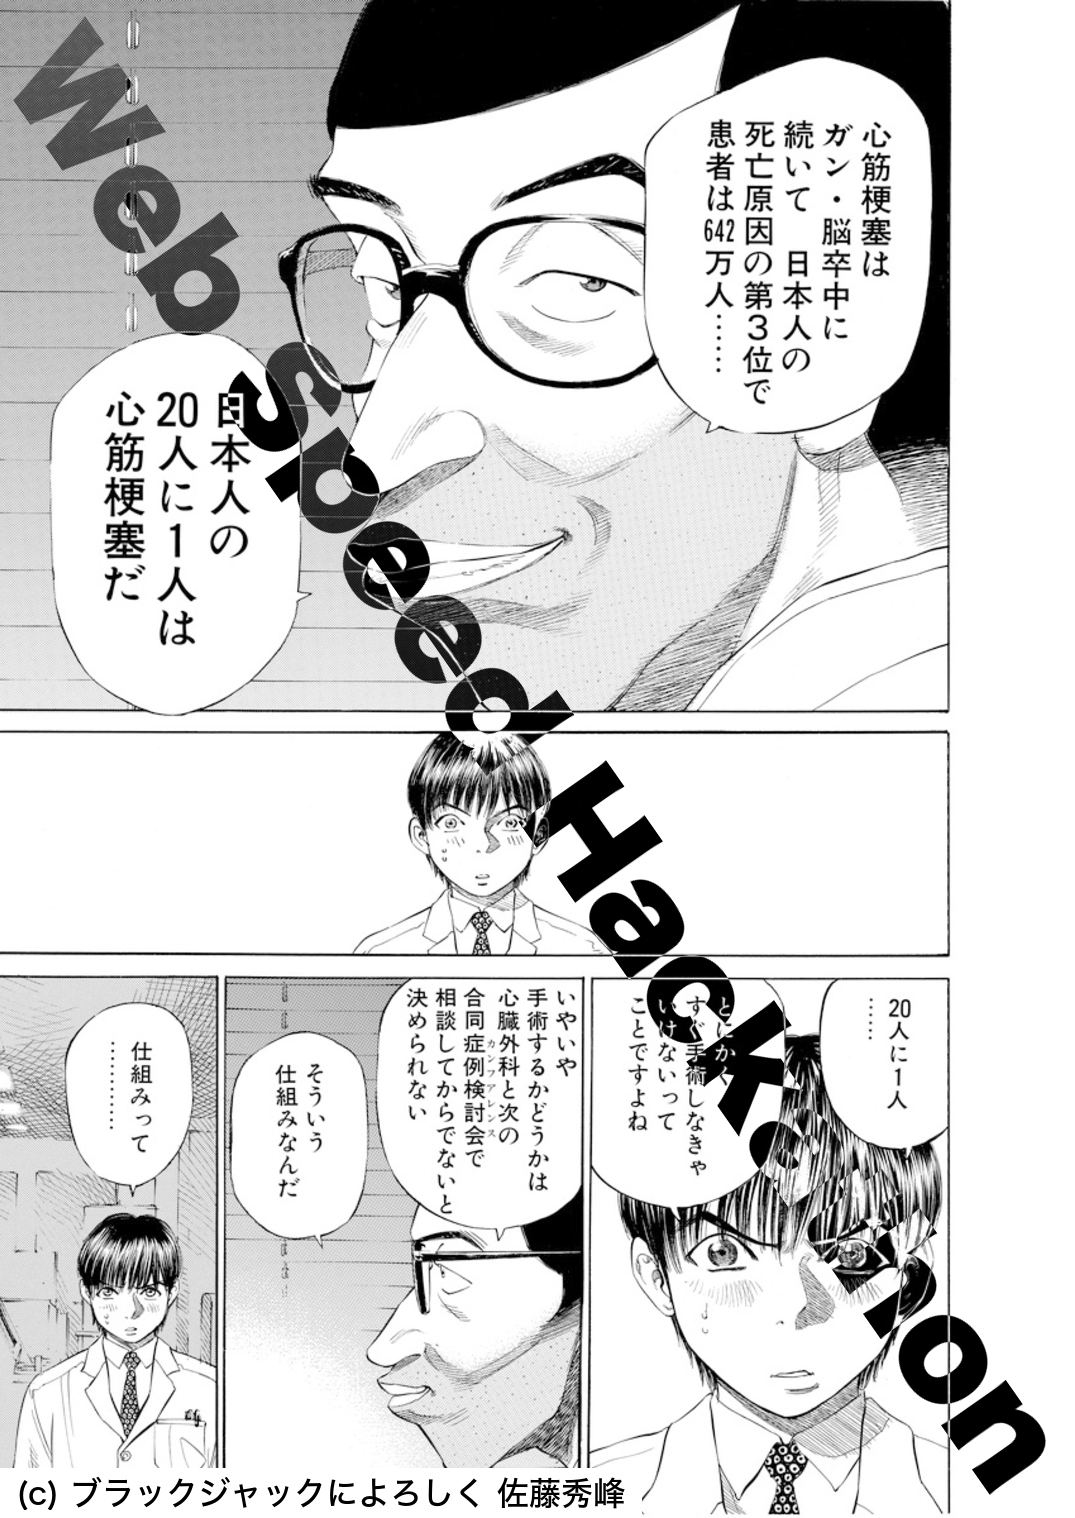 心筋梗塞は
ガン・脳卒中に
続いて 日本人の
死亡原因の第3位で
患者は642万人……
日本人の
20人に1人は
心筋梗塞だ
20人に1人
……
とにかく
すぐ手術しなきゃ
いけないって
ことですよね
いやいや
手術するかどうかは
心臓外科と次の
合同症例検討会で
カンファレンス
相談してからでないと
決められない
そういう
仕組みなんだ
仕組みって
…………
Web Speed Hackathon
(c) ブラックジャックによろしく 佐藤秀峰